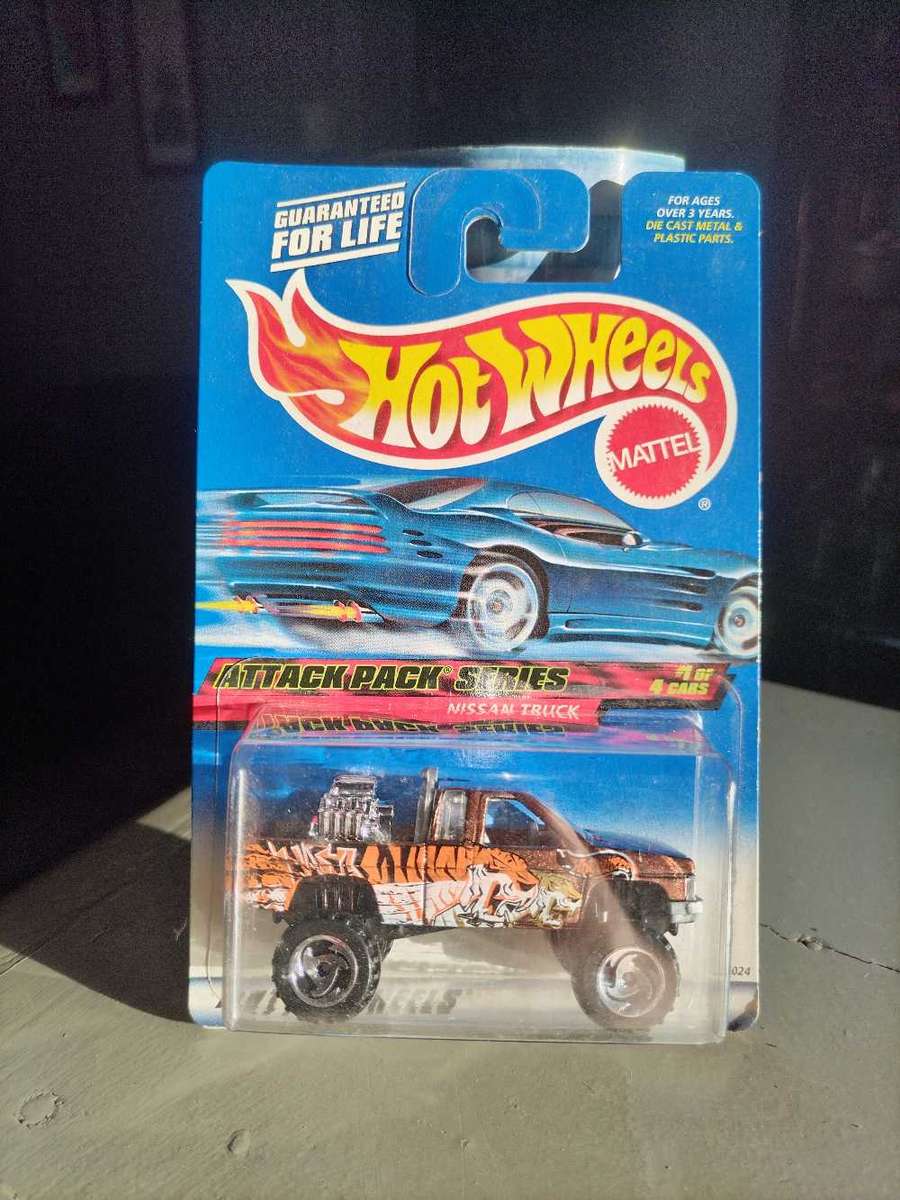 GUARANTEED
FOR LIFE
FOR AGES
OVER 3 YEARS.
DIE CAST METAL &
PLASTIC PARTS.
HOT WHEELS
MATTEL
®
ATTACK PACK® SERIES
#1 OF
4 CARS
NISSAN TRUCK
024